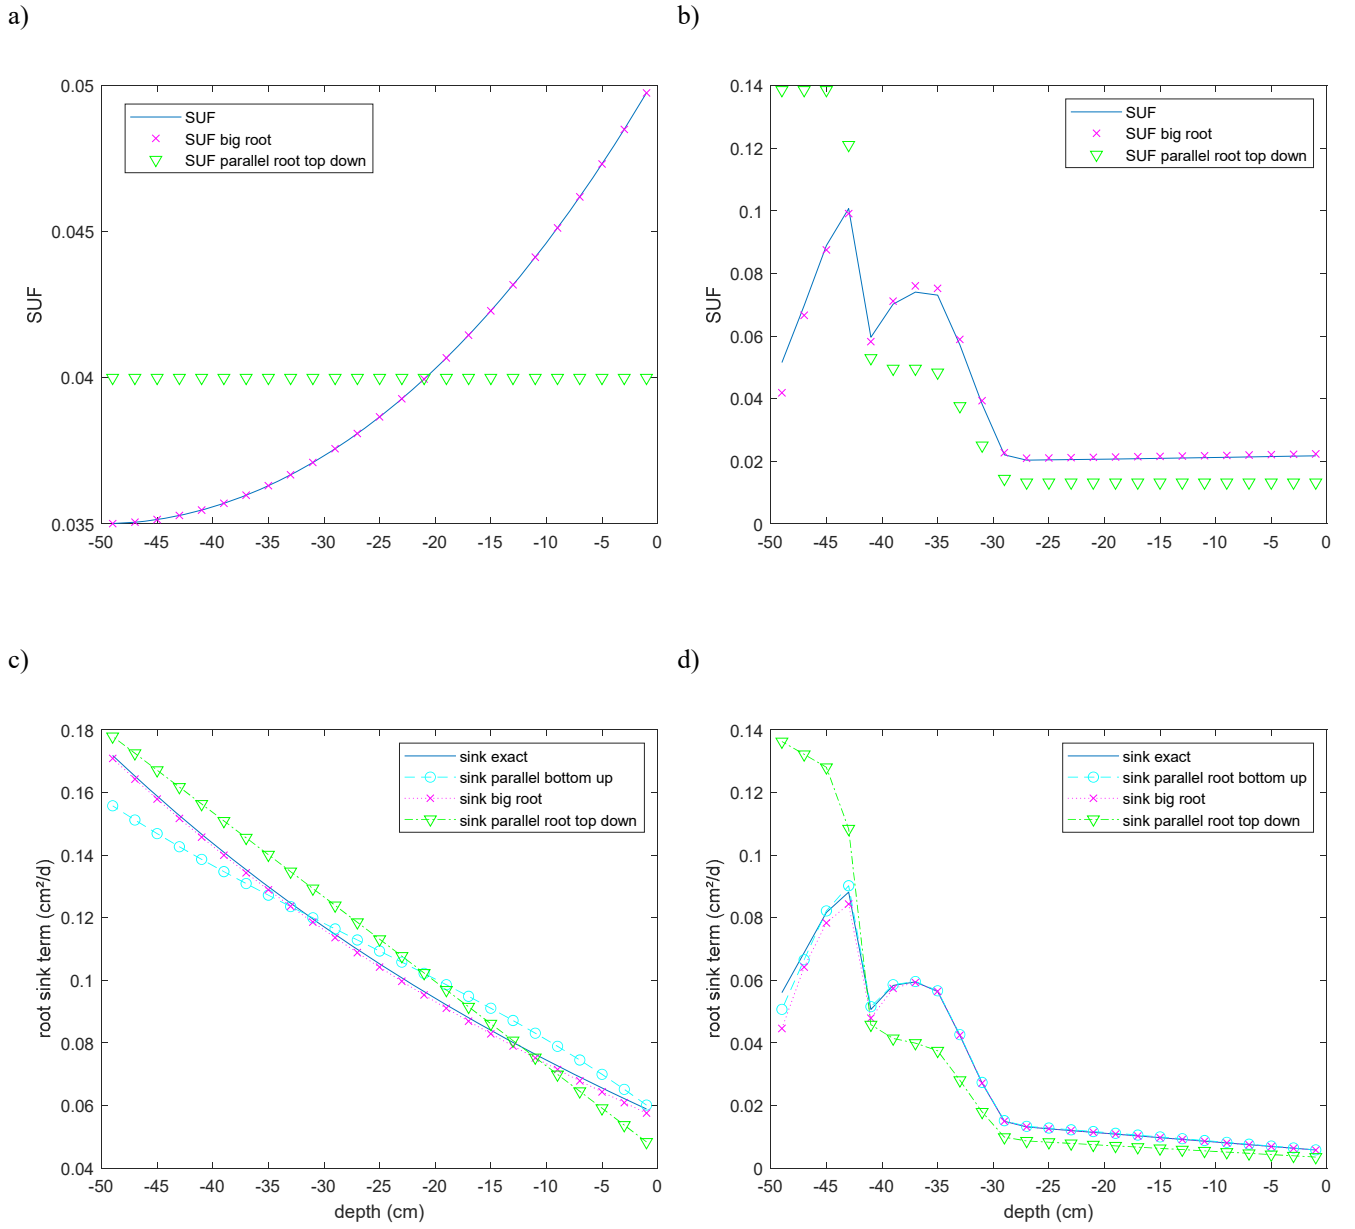 a)
b)
0.05
0.045
0.04
0.035
SUF
SUF
SUF big root
SUF parallel root top down
-50 -45 -40 -35 -30 -25 -20 -15 -10 -5 0
0.14
0.12
0.1
0.08
0.06
0.04
0.02
0
SUF
SUF
SUF big root
SUF parallel root top down
-50 -45 -40 -35 -30 -25 -20 -15 -10 -5 0
c)
d)
0.18
0.16
0.14
0.12
0.1
0.08
0.06
0.04
root sink term (cm²/d)
sink exact
sink parallel bottom up
sink big root
sink parallel root top down
-50 -45 -40 -35 -30 -25 -20 -15 -10 -5 0
depth (cm)
0.14
0.12
0.1
0.08
0.06
0.04
0.02
0
root sink term (cm²/d)
sink exact
sink parallel root bottom up
sink big root
sink parallel root top down
-50 -45 -40 -35 -30 -25 -20 -15 -10 -5 0
depth (cm)